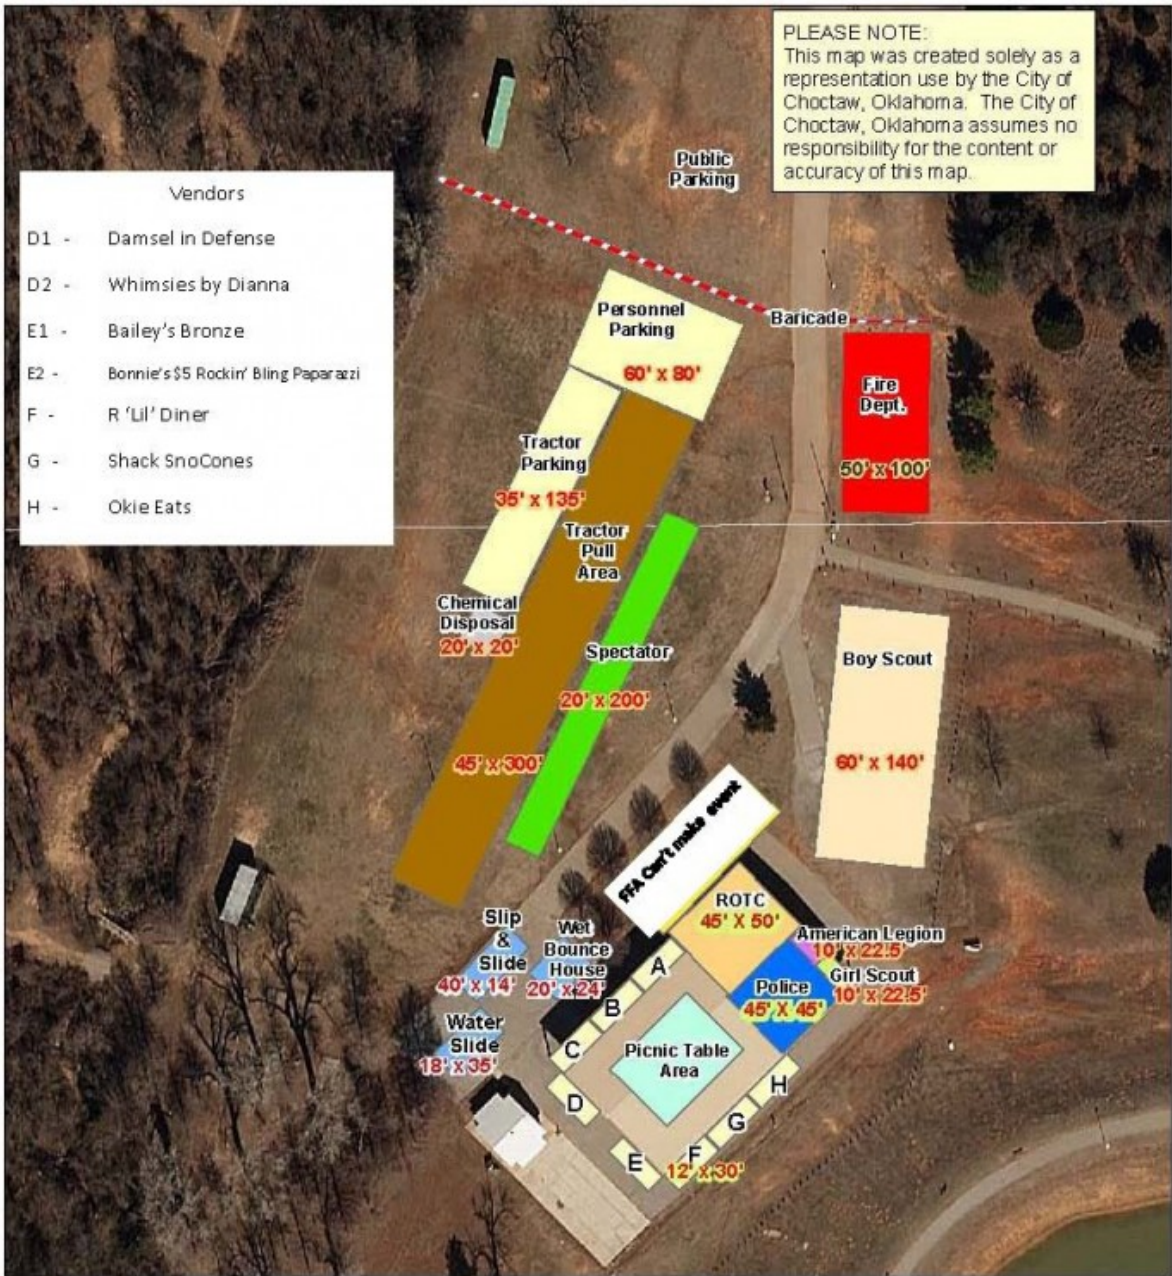 PLEASE NOTE:
This map was created solely as a
representation use by the City of
Choctaw, Oklahoma. The City of
Choctaw, Oklahoma assumes no
responsibility for the content or
accuracy of this map.
Public
Parking
Vendors
D1 - Damsel in Defense
D2 - Whimsies by Dianna
E1 - Bailey's Bronze
E2 - Bonnie's $5 Rockin' Bling Paparazzi
F - R 'Lil' Diner
G - Shack SnoCones
H - Okie Eats
Personnel
Parking
60' x 80'
Baricade
Fire
Dept.
50' x 100'
Tractor
Parking
35' x 135'
Tractor
Pull
Area
Chemical
Disposal
20' x 20'
Spectator
20' x 200'
45' x 300'
Boy Scout
60' x 140'
FFA Can't make event
ROTC
45' X 50'
American Legion
10' x 22.5'
Girl Scout
10' x 22.5'
Police
45' X 45'
Slip
&
Slide
40' x 14'
Wet
Bounce
House
20' x 24'
Water
Slide
18' x 35'
A
B
C
D
E
F
12' x 30'
G
H
Picnic Table
Area